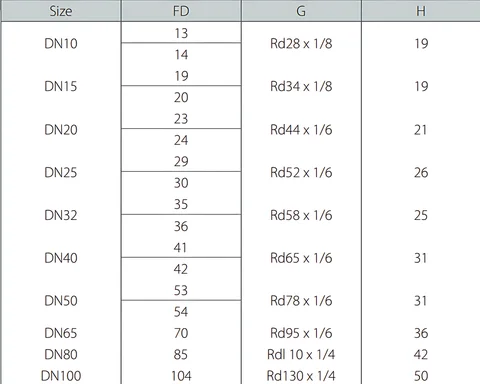 Size FD G H
DN10 13 14 Rd28 x 1/8 19
DN15 19 20 Rd34 x 1/8 19
DN20 23 24 Rd44 x 1/6 21
DN25 29 30 Rd52 x 1/6 26
DN32 35 36 Rd58 x 1/6 25
DN40 41 42 Rd65 x 1/6 31
DN50 53 54 Rd78 x 1/6 31
DN65 70 Rd95 x 1/6 36
DN80 85 Rdl 10 x 1/4 42
DN100 104 Rd130 x 1/4 50